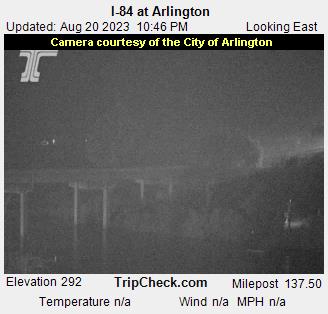 I-84 at Arlington
Updated: Aug 20 2023 10:46 PM Looking East
Camera courtesy of the City of Arlington
Elevation 292 TripCheck.com Milepost 137.50
Temperature n/a Wind n/a MPH n/a